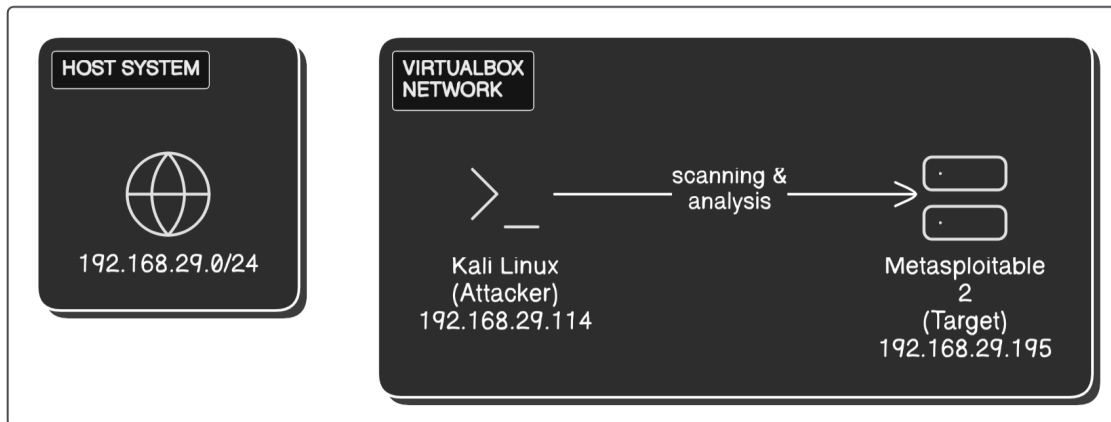 HOST SYSTEM
192.168.29.0/24
VIRTUALBOX
NETWORK
scanning &
analysis
Kali Linux
(Attacker)
192.168.29.114
Metasploitable
2
(Target)
192.168.29.195